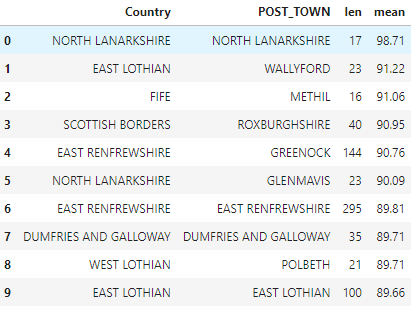 Country POST_TOWN len mean
0 NORTH LANARKSHIRE NORTH LANARKSHIRE 17 98.71
1 EAST LOTHIAN WALLYFORD 23 91.22
2 FIFE METHIL 16 91.06
3 SCOTTISH BORDERS ROXBURGHSHIRE 40 90.95
4 EAST RENFREWSHIRE GREENOCK 144 90.76
5 NORTH LANARKSHIRE GLENMAVIS 23 90.09
6 EAST RENFREWSHIRE EAST RENFREWSHIRE 295 89.81
7 DUMFRIES AND GALLOWAY DUMFRIES AND GALLOWAY 35 89.71
8 WEST LOTHIAN POLBETH 21 89.71
9 EAST LOTHIAN EAST LOTHIAN 100 89.66